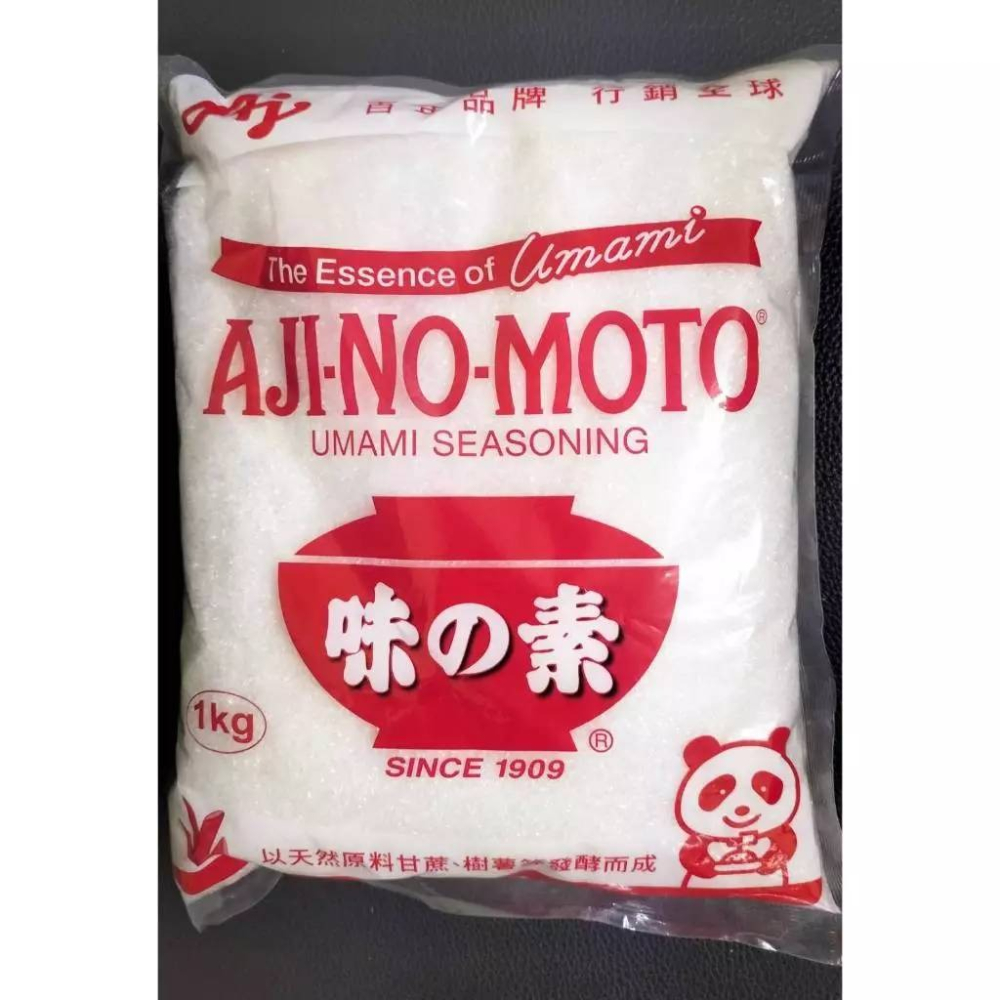 Aji
百年品牌 行銷全球
The Essence of Umami
AJI-NO-MOTO®
UMAMI SEASONING
味の素
®
1kg
SINCE 1909
以天然原料甘蔗、樹薯等發酵而成